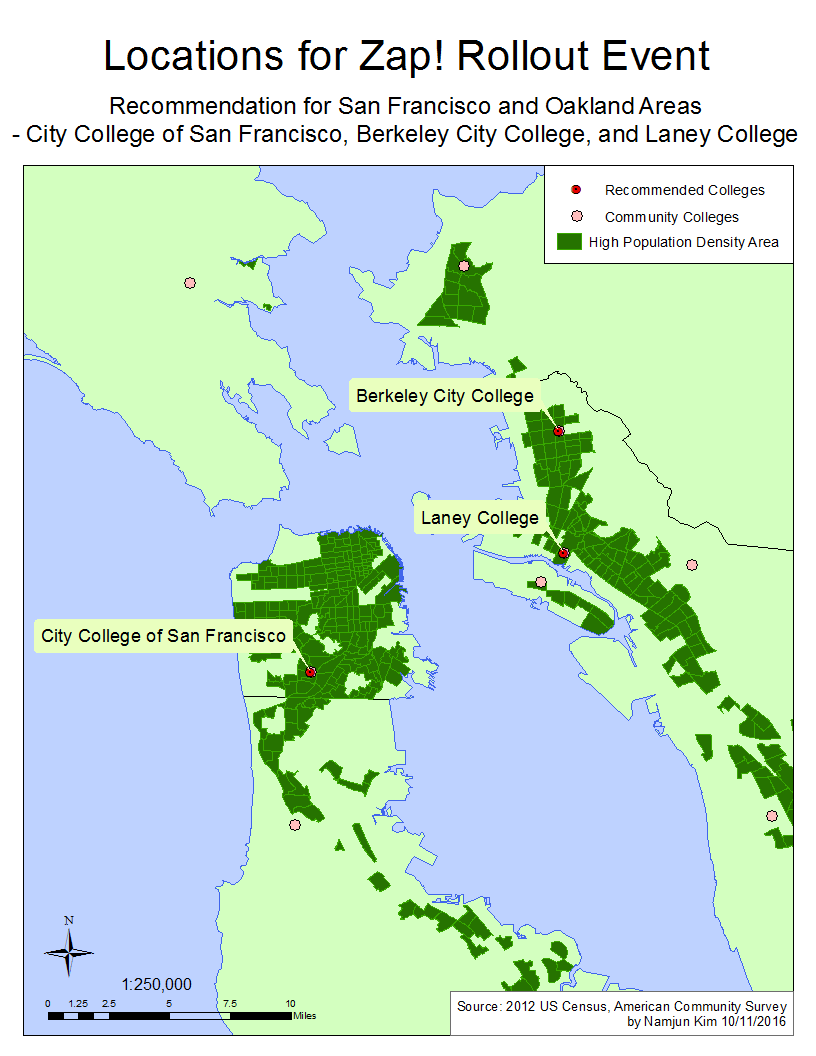 Locations for Zap! Rollout Event
Recommendation for San Francisco and Oakland Areas
- City College of San Francisco, Berkeley City College, and Laney College
Recommended Colleges
Community Colleges
High Population Density Area
Berkeley City College
Laney College
City College of San Francisco
N
1:250,000
0 1.25 2.5 5 7.5 10
Miles
Source: 2012 US Census, American Community Survey
by Namjun Kim 10/11/2016